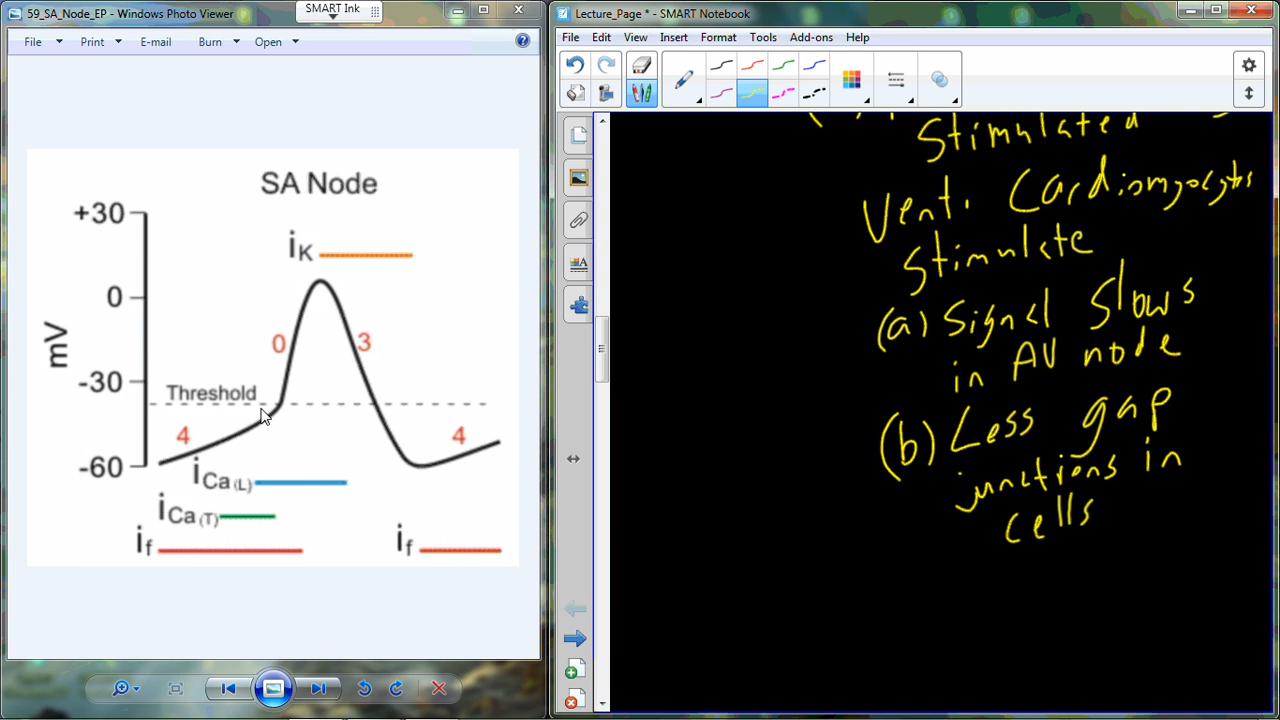 59_SA_Node_EP - Windows Photo Viewer
SMART Ink
File Print E-mail Burn Open
SA Node
+30
iK
0
mV
0
3
-30
Threshold
4
4
-60
iCa (L)
iCa (T)
if
if
Lecture_Page * - SMART Notebook
File Edit View Insert Format Tools Add-ons Help
Stimulated
Vent. Cardiomyocytes
Stimulate
(a) Signal Slows
in AV node
(b) Less gap
junctions in
cells